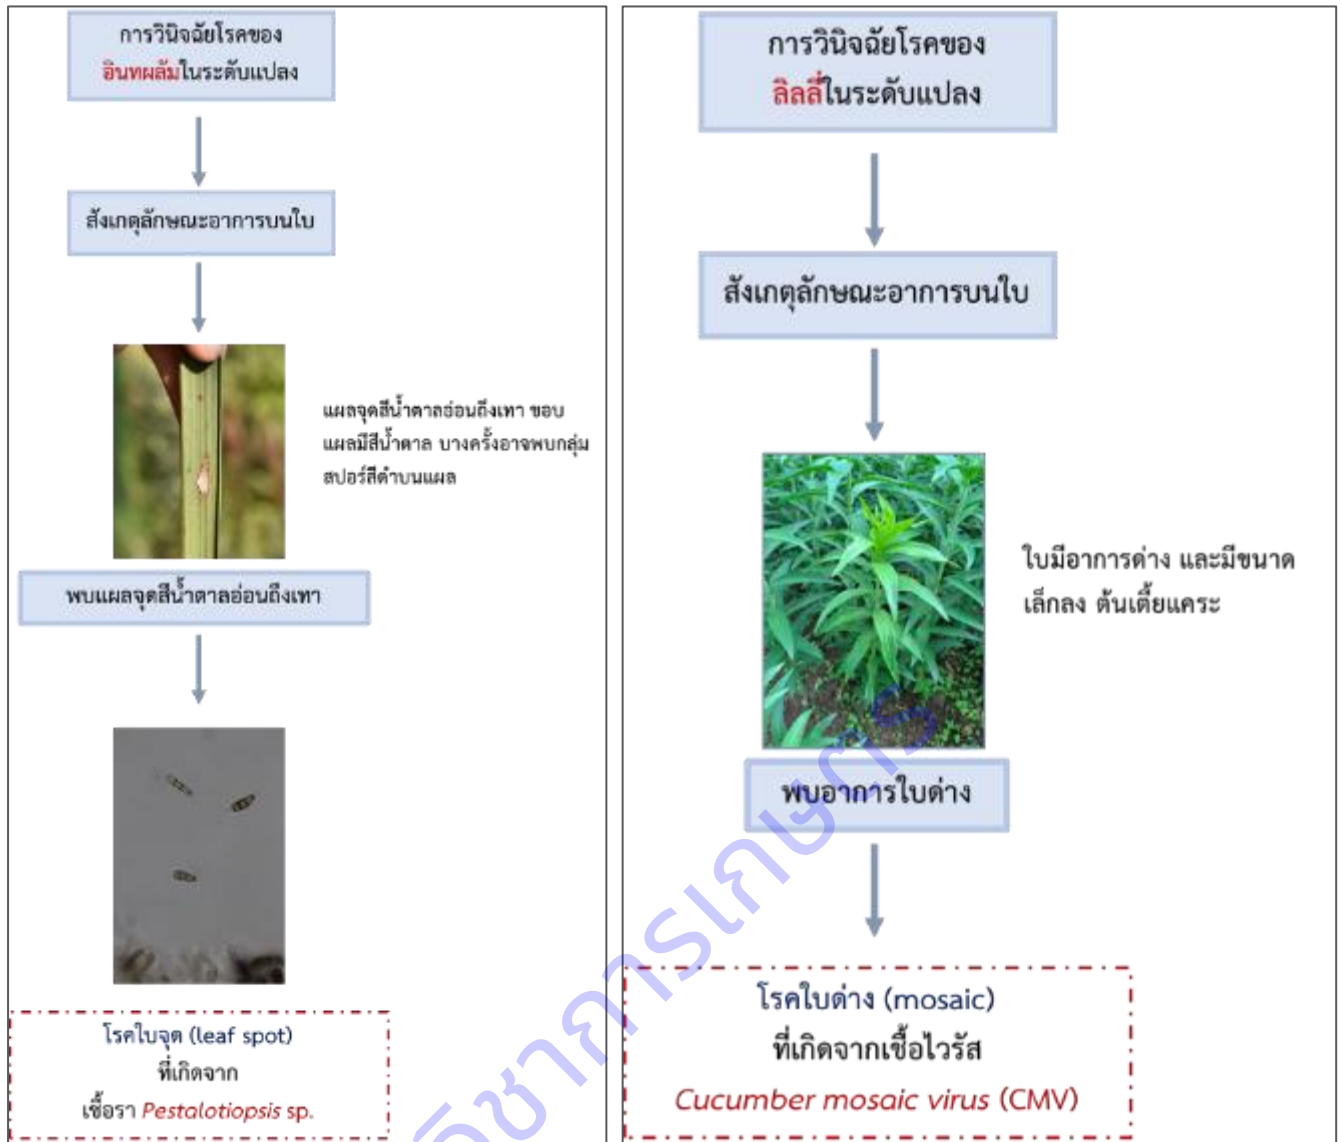 การวินิจฉัยโรคของ
อินทผลัมในระดับแปลง
สังเกตุลักษณะอาการบนใบ
แผลจุดสีน้ำตาลอ่อนถึงเทา ขอบ
แผลมีสีน้ำตาล บางครั้งอาจพบกลุ่ม
สปอร์สีดำบนแผล
พบแผลจุดสีน้ำตาลอ่อนถึงเทา
โรคใบจุด (leaf spot)
ที่เกิดจาก
เชื้อรา Pestalotiopsis sp.
การวินิจฉัยโรคของ
ลิลลี่ในระดับแปลง
สังเกตุลักษณะอาการบนใบ
ใบมีอาการด่าง และมีขนาด
เล็กลง ต้นเตี้ยแคระ
พบอาการใบด่าง
โรคใบด่าง (mosaic)
ที่เกิดจากเชื้อไวรัส
Cucumber mosaic virus (CMV)
วิชาการเกษตร